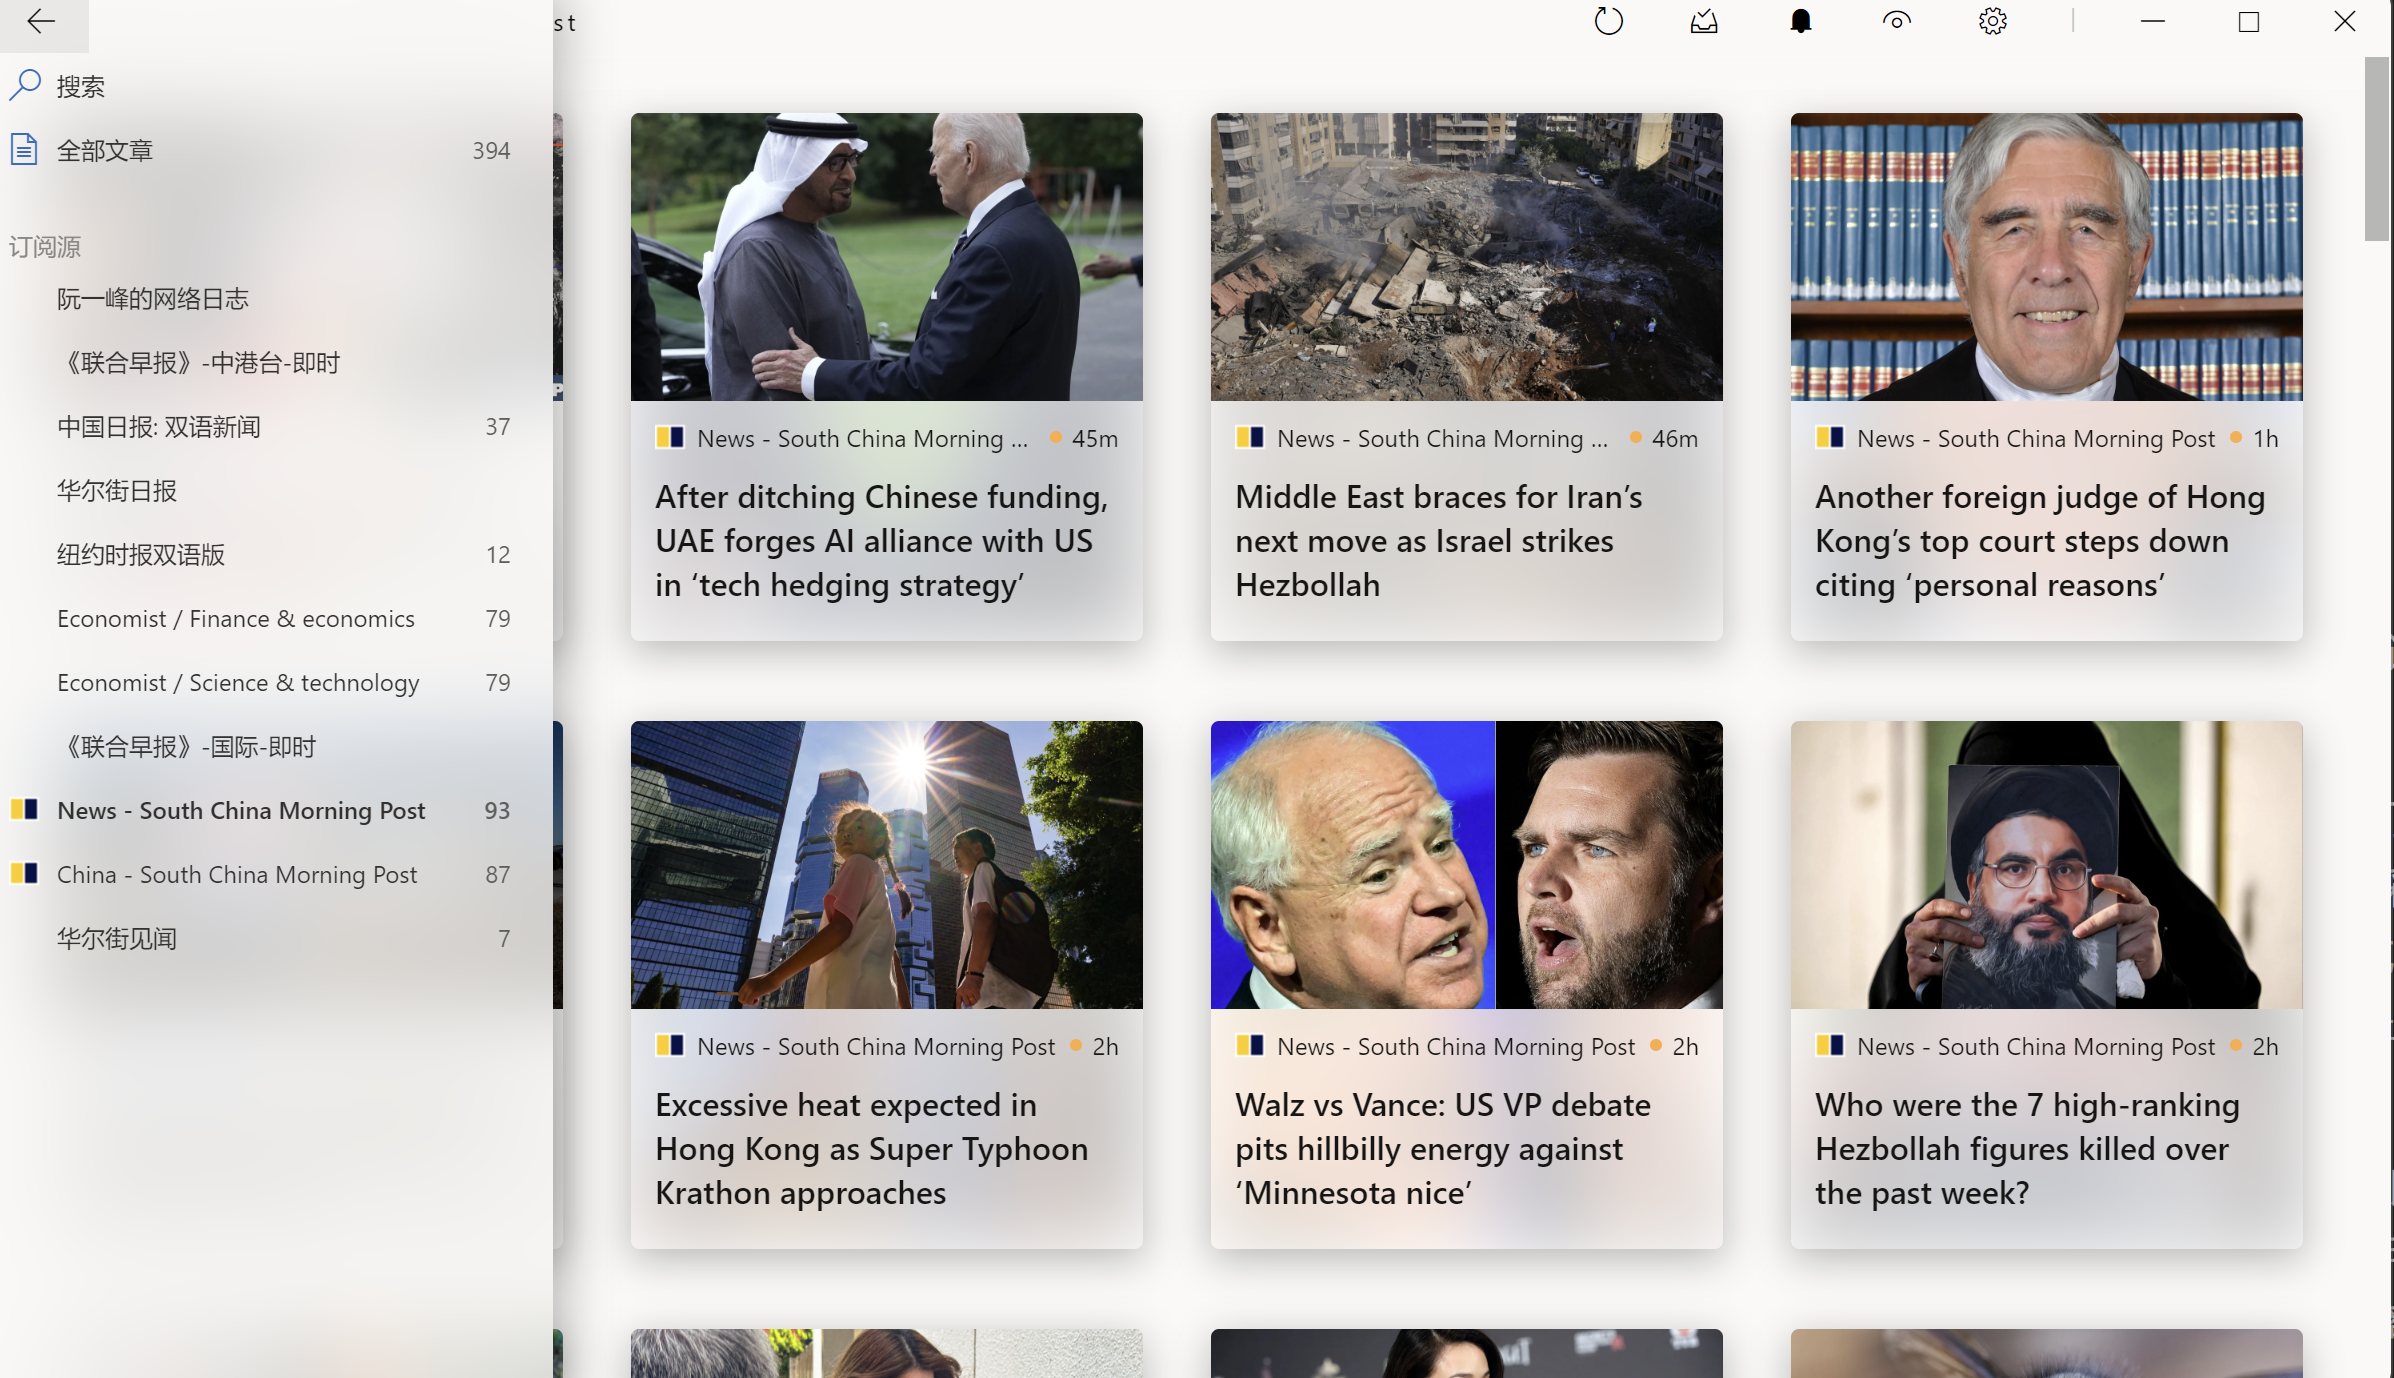 st
搜索
全部文章 394
订阅源
阮一峰的网络日志
《联合早报》-中港台-即时
中国日报: 双语新闻 37
华尔街日报
纽约时报双语版 12
Economist / Finance & economics 79
Economist / Science & technology 79
《联合早报》-国际-即时
News - South China Morning Post 93
China - South China Morning Post 87
华尔街见闻 7
News - South China Morning ... 45m
After ditching Chinese funding,
UAE forges AI alliance with US
in ‘tech hedging strategy’
News - South China Morning ... 46m
Middle East braces for Iran’s
next move as Israel strikes
Hezbollah
News - South China Morning Post 1h
Another foreign judge of Hong
Kong’s top court steps down
citing ‘personal reasons’
News - South China Morning Post 2h
Excessive heat expected in
Hong Kong as Super Typhoon
Krathon approaches
News - South China Morning Post 2h
Walz vs Vance: US VP debate
pits hillbilly energy against
‘Minnesota nice’
News - South China Morning Post 2h
Who were the 7 high-ranking
Hezbollah figures killed over
the past week?